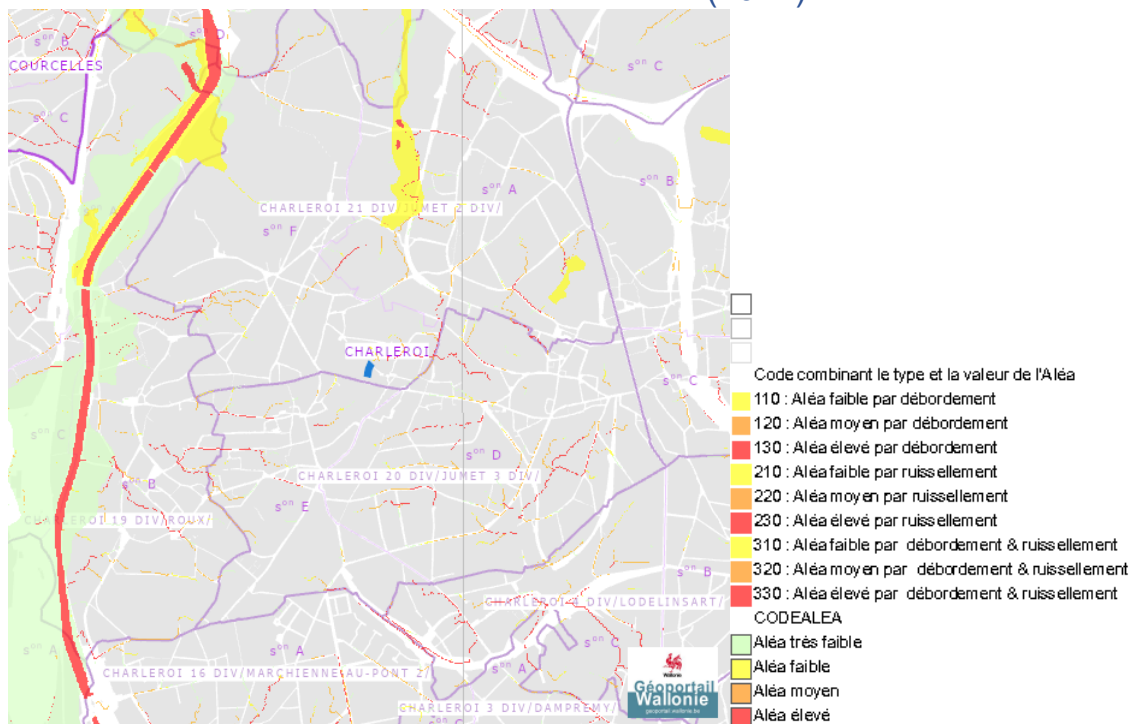 COURCELLES
sᵒⁿ B
sᵒⁿ D
sᵒⁿ C
sᵒⁿ C
sᵒⁿ A
sᵒⁿ B
CHARLEROI 21 DIV/JUMET 2 DIV/
sᵒⁿ F
CHARLEROI
sᵒⁿ C
sᵒⁿ C
sᵒⁿ D
CHARLEROI 20 DIV/JUMET 3 DIV/
sᵒⁿ B
sᵒⁿ E
CHARLEROI 19 DIV/ROUX/
sᵒⁿ B
CHARLEROI 4 DIV/LODELINSART/
sᵒⁿ A
sᵒⁿ A
sᵒⁿ C
sᵒⁿ A
CHARLEROI 16 DIV/MARCHIENNE-AU-PONT 2/
CHARLEROI 3 DIV/DAMPREMY/
Wallonie
Géoportail
Wallonie
geoportail.wallonie.be
Code combinant le type et la valeur de l'Aléa
110 : Aléa faible par débordement
120 : Aléa moyen par débordement
130 : Aléa élevé par débordement
210 : Aléa faible par ruissellement
220 : Aléa moyen par ruissellement
230 : Aléa élevé par ruissellement
310 : Aléa faible par débordement & ruissellement
320 : Aléa moyen par débordement & ruissellement
330 : Aléa élevé par débordement & ruissellement
CODEALEA
Aléa très faible
Aléa faible
Aléa moyen
Aléa élevé